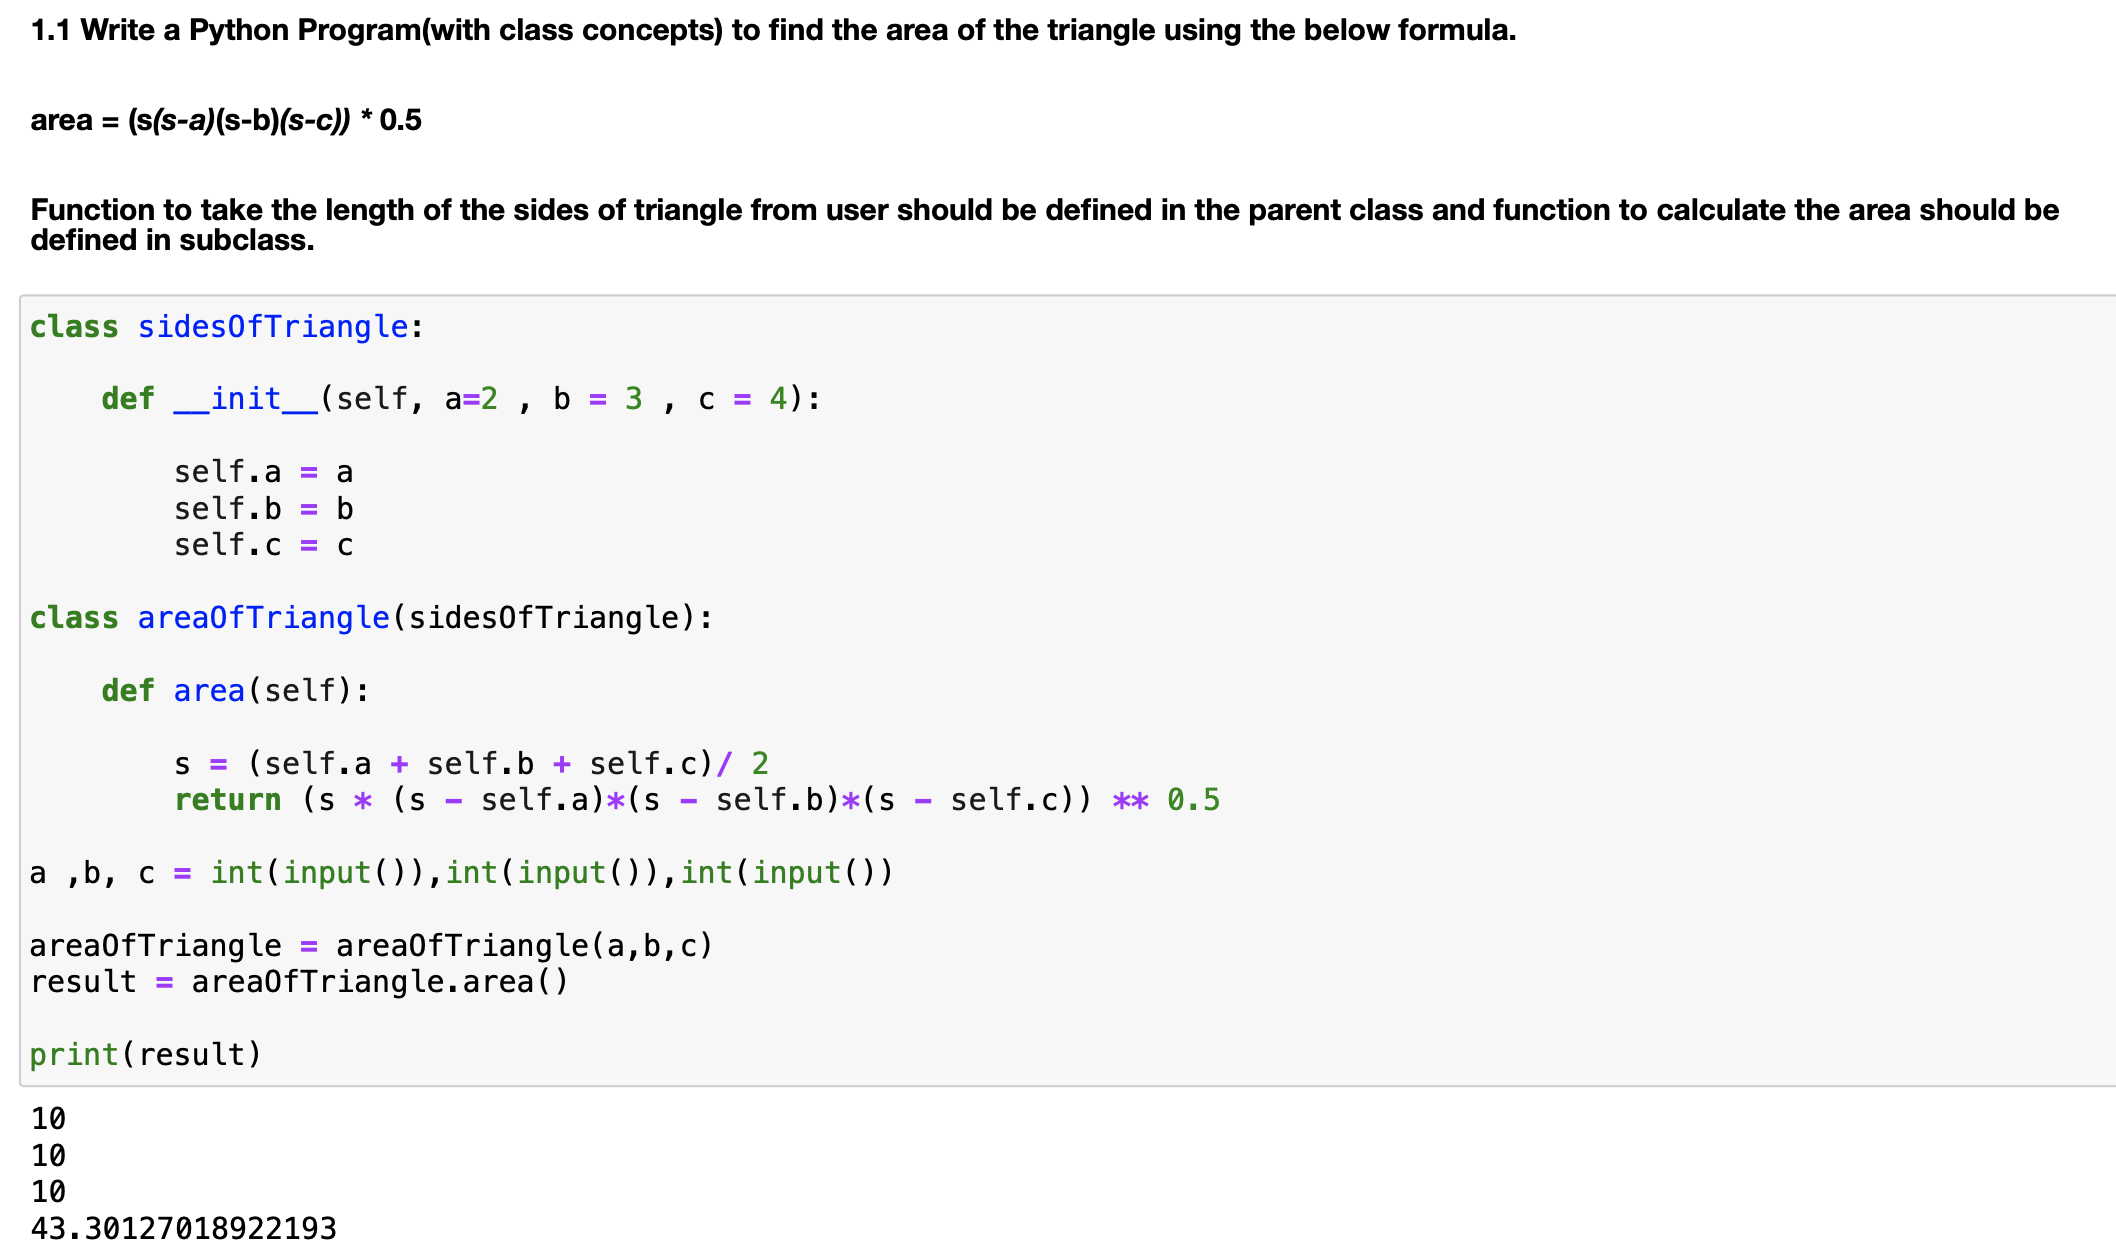 1.1 Write a Python Program(with class concepts) to find the area of the triangle using the below formula.
area = (s(s-a)(s-b)(s-c)) * 0.5
Function to take the length of the sides of triangle from user should be defined in the parent class and function to calculate the area should be
defined in subclass.
class sidesOfTriangle:
    def __init__(self, a=2 , b = 3 , c = 4):
        self.a = a
        self.b = b
        self.c = c
class areaOfTriangle(sidesOfTriangle):
    def area(self):
        s = (self.a + self.b + self.c)/ 2
        return (s * (s - self.a)*(s - self.b)*(s - self.c)) ** 0.5
a ,b, c = int(input()),int(input()),int(input())
areaOfTriangle = areaOfTriangle(a,b,c)
result = areaOfTriangle.area()
print(result)
10
10
10
43.30127018922193